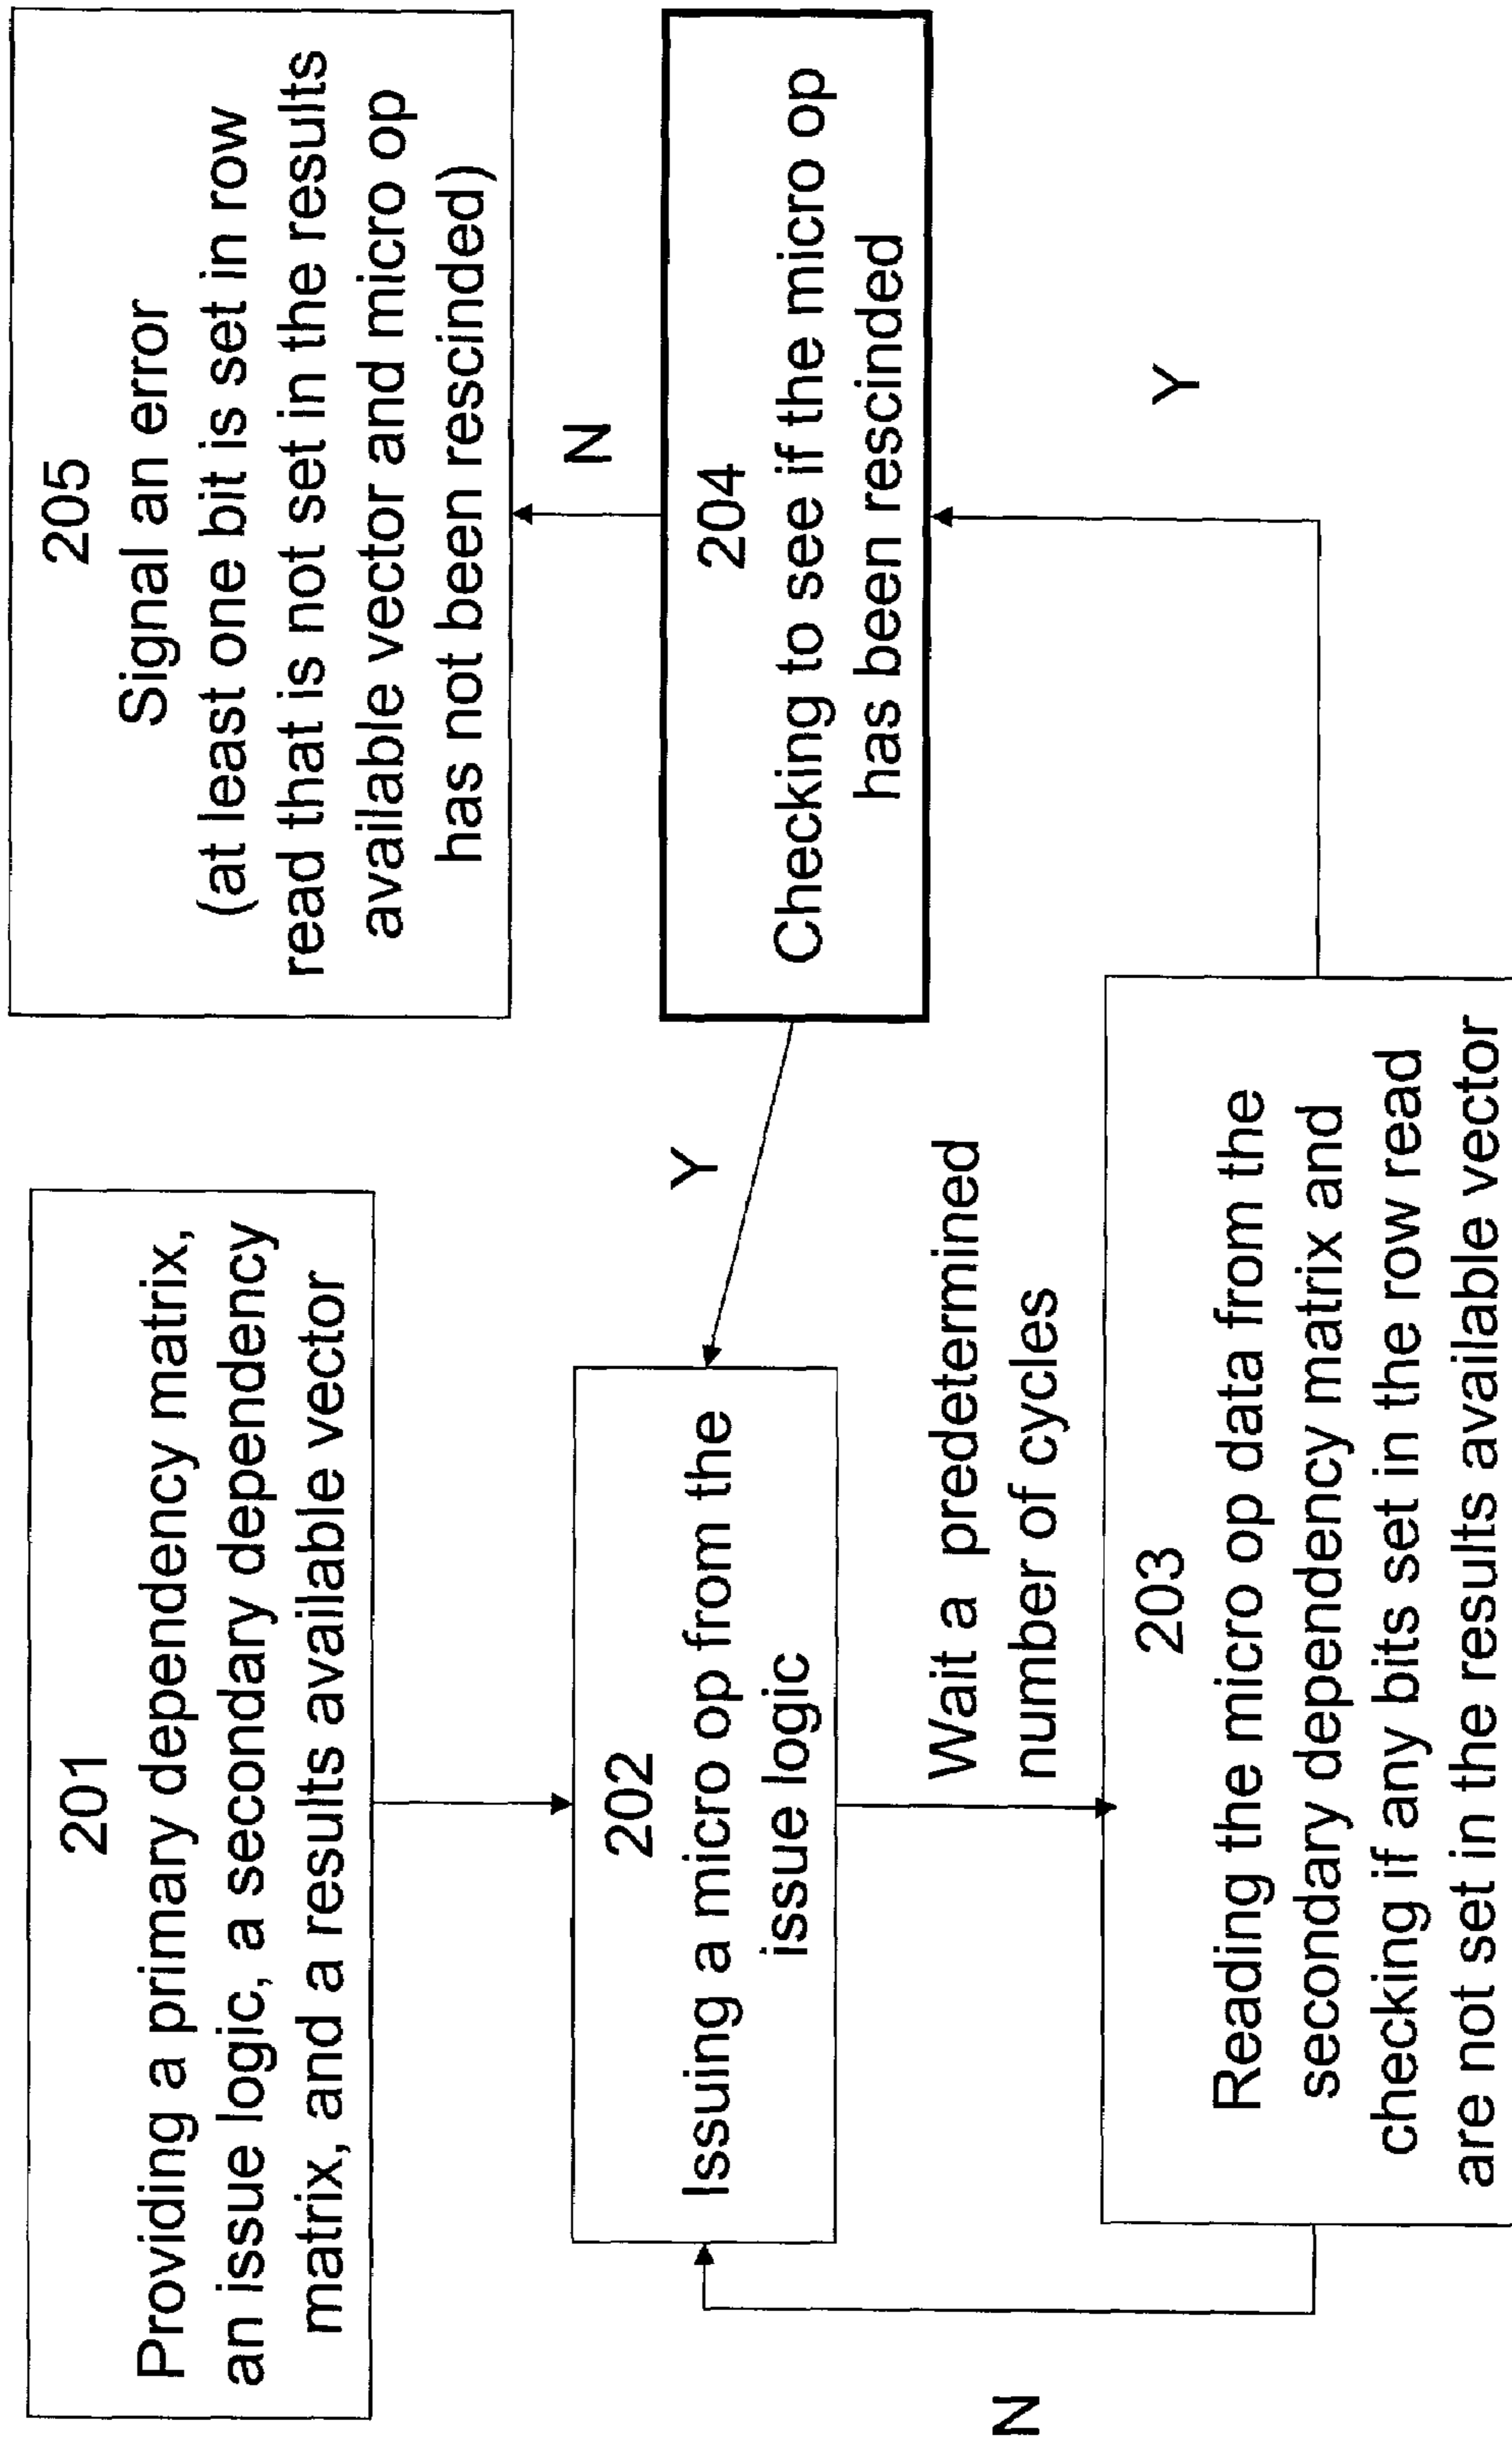 201
Providing a primary dependency matrix,
an issue logic, a secondary dependency
matrix, and a results available vector
202
Issuing a micro op from the
issue logic
Wait a predetermined
number of cycles
203
Reading the micro op data from the
secondary dependency matrix and
checking if any bits set in the row read
are not set in the results available vector
N
Y
204
Checking to see if the micro op
has been rescinded
Y
N
205
Signal an error
(at least one bit is set in row
read that is not set in the results
available vector and micro op
has not been rescinded)